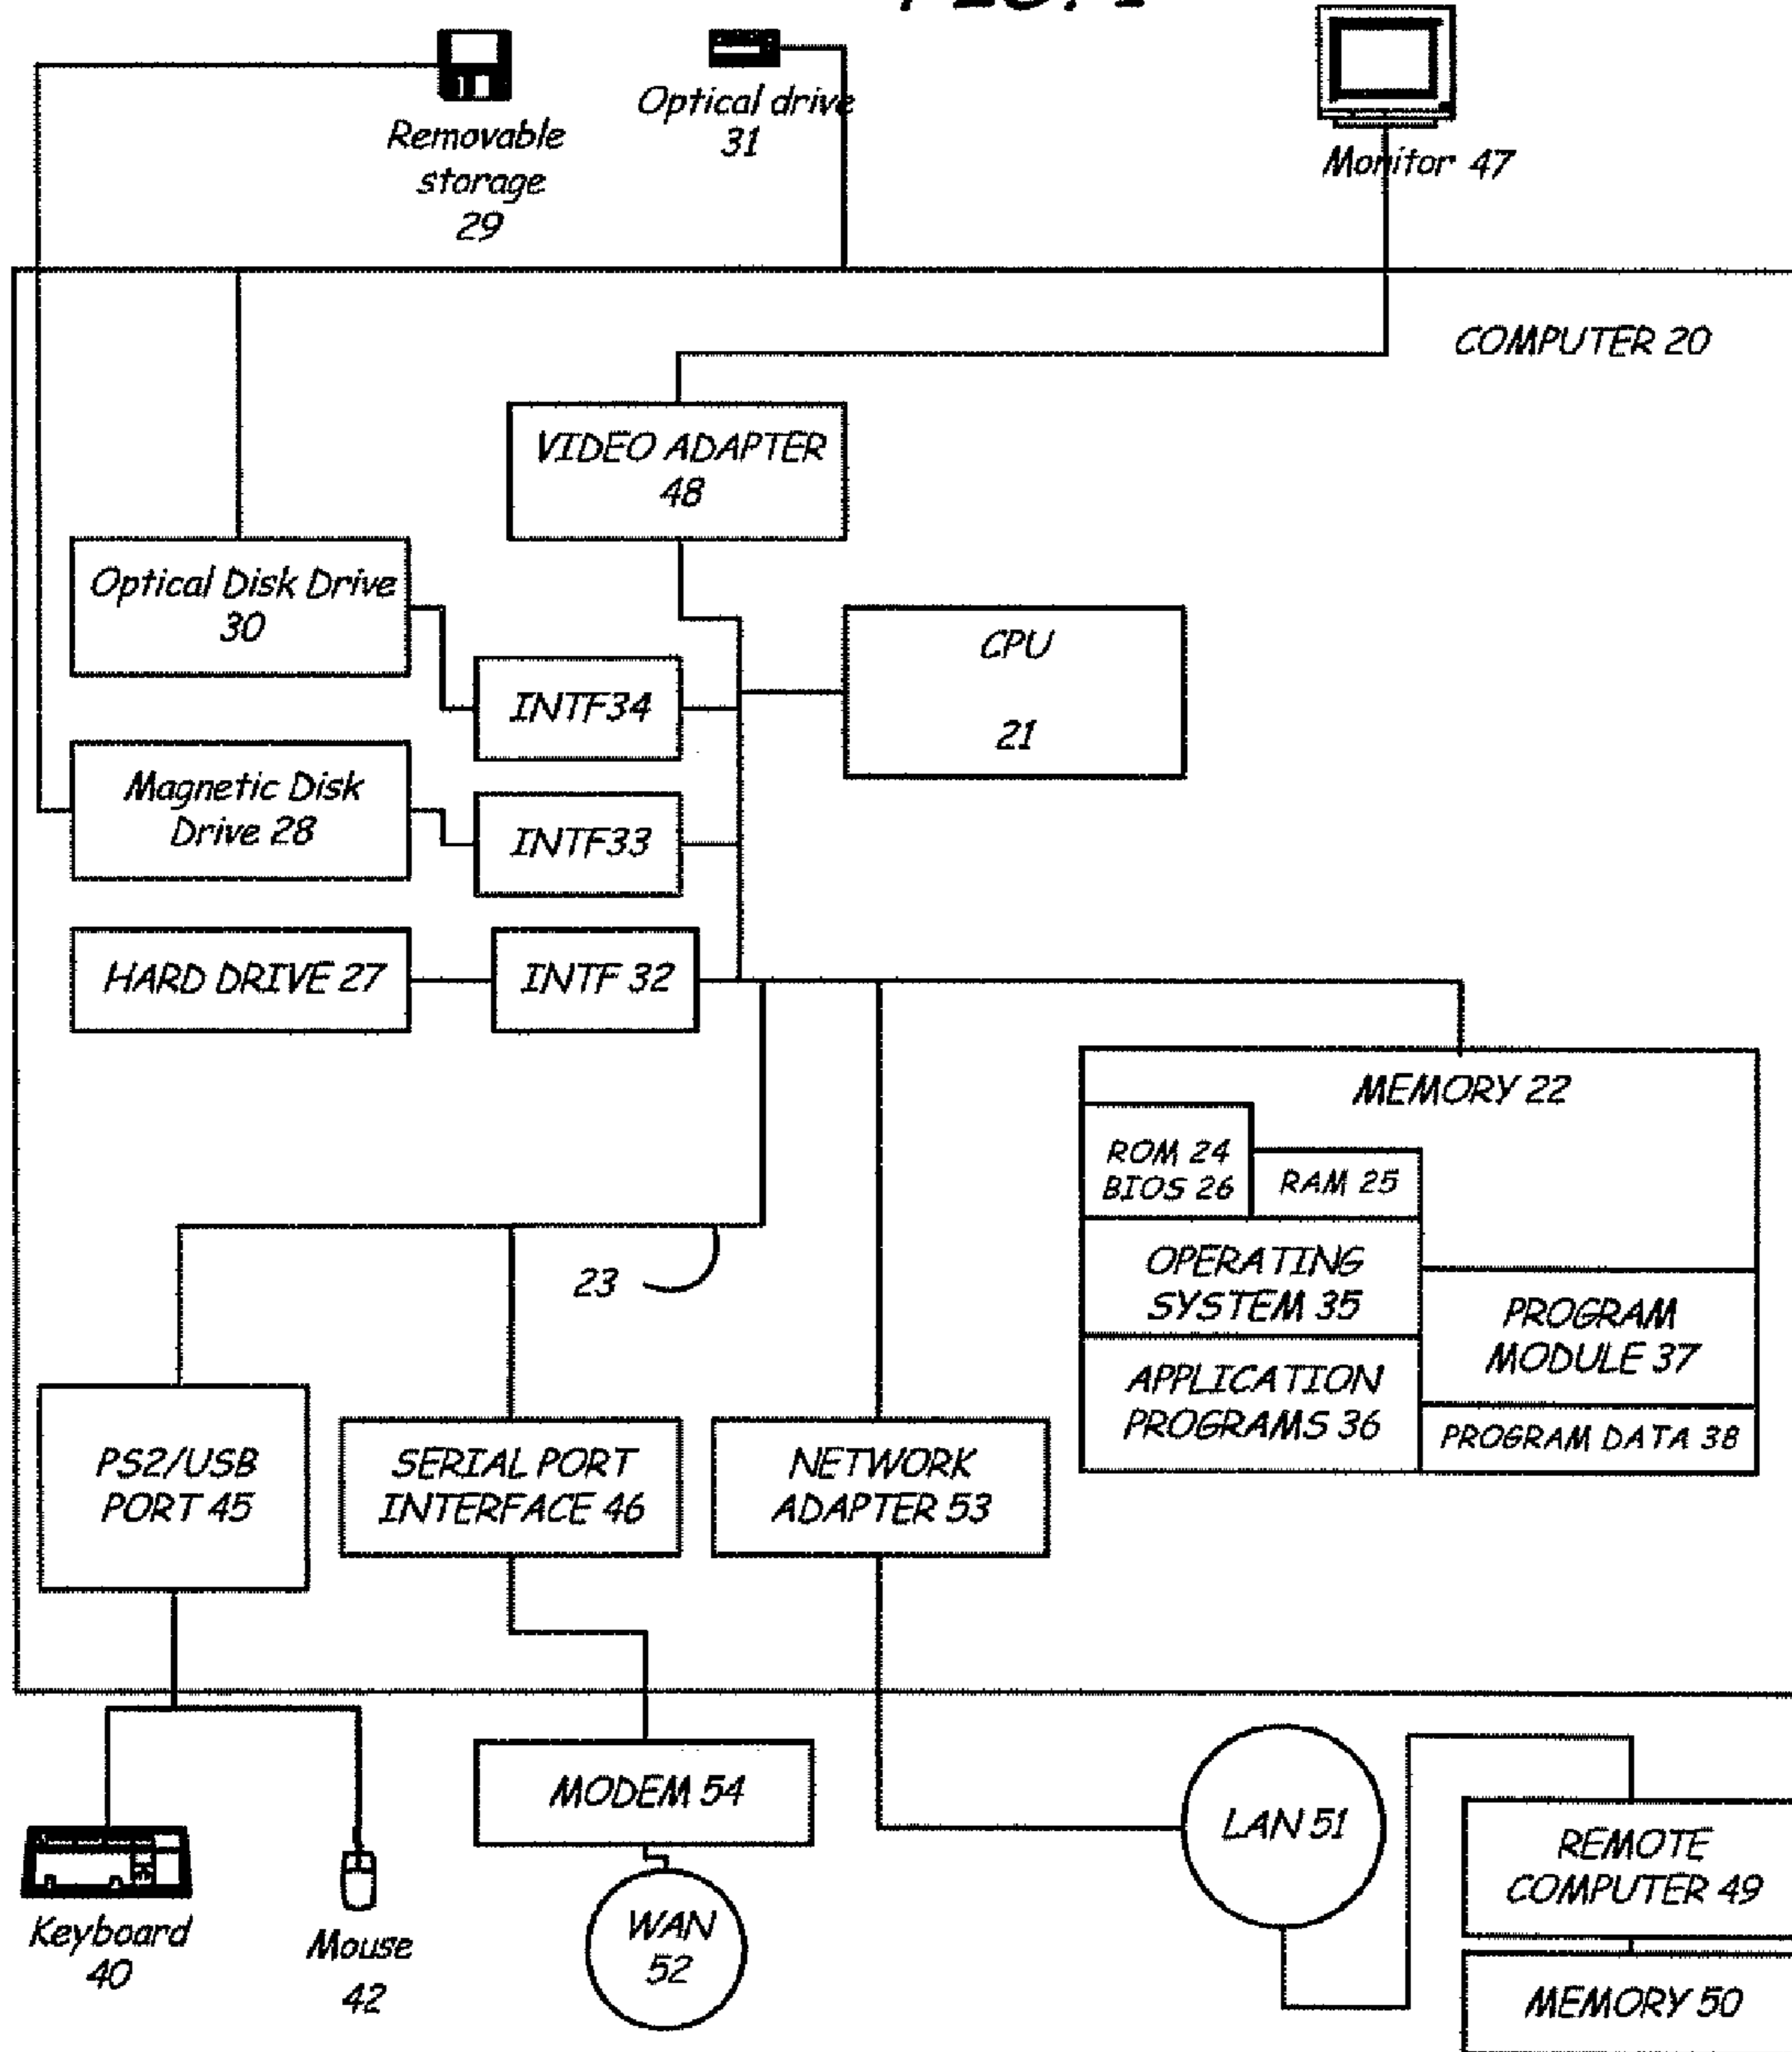 FIG. 1
Removable
storage
29
Optical drive
31
Monitor 47
COMPUTER 20
VIDEO ADAPTER
48
Optical Disk Drive
30
CPU
21
INTF34
Magnetic Disk
Drive 28
INTF33
HARD DRIVE 27
INTF 32
MEMORY 22
ROM 24
BIOS 26
RAM 25
OPERATING
SYSTEM 35
PROGRAM
MODULE 37
APPLICATION
PROGRAMS 36
PROGRAM DATA 38
23
PS2/USB
PORT 45
SERIAL PORT
INTERFACE 46
NETWORK
ADAPTER 53
MODEM 54
LAN 51
REMOTE
COMPUTER 49
Keyboard
40
Mouse
42
WAN
52
MEMORY 50